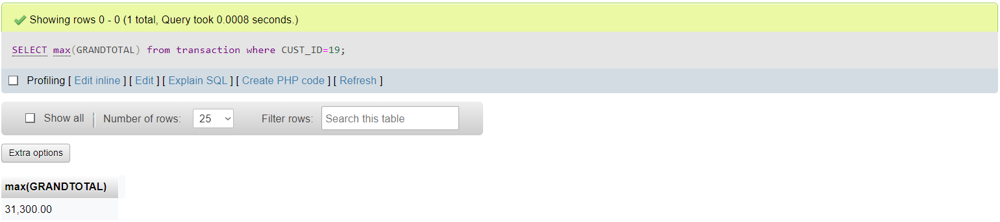 Showing rows 0 - 0 (1 total, Query took 0.0008 seconds.)
SELECT max(GRANDTOTAL) from transaction where CUST_ID=19;
Profiling [ Edit inline ] [ Edit ] [ Explain SQL ] [ Create PHP code ] [ Refresh ]
Show all Number of rows: 25 Filter rows: Search this table
Extra options
max(GRANDTOTAL)
31,300.00